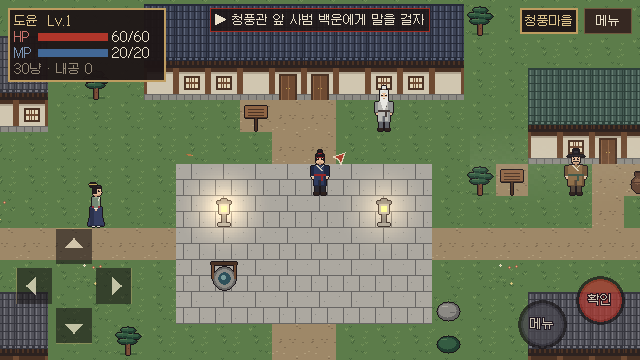 도윤 Lv.1
HP 60/60
MP 20/20
30냥 · 내공 0
▶ 청풍관 앞 사범 백운에게 말을 걸자
청풍마을
메뉴
확인
메뉴